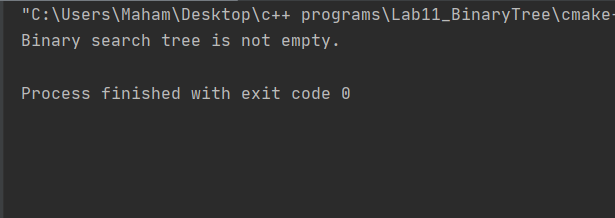 "C:\Users\Maham\Desktop\c++ programs\Lab11_BinaryTree\cmake-
Binary search tree is not empty.
Process finished with exit code 0